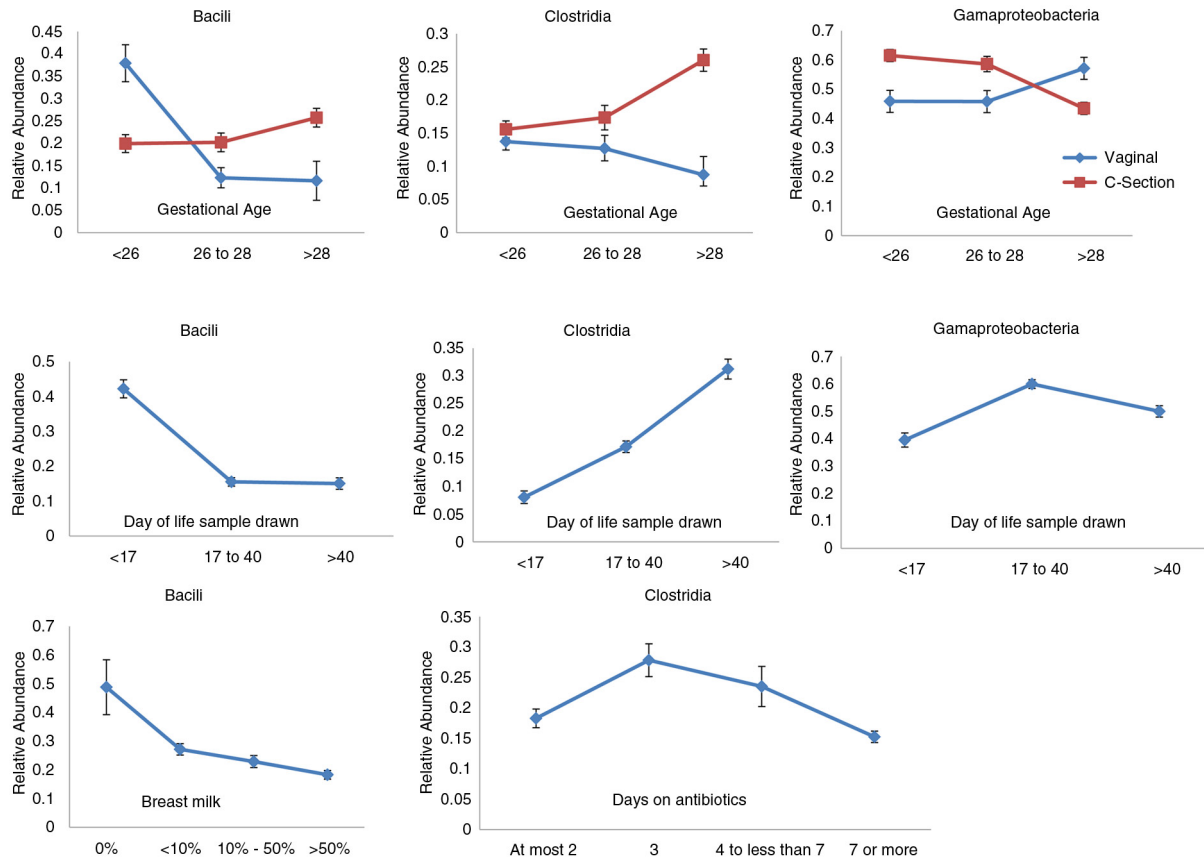 Bacili
Relative Abundance
0.45
0.4
0.35
0.3
0.25
0.2
0.15
0.1
0.05
0
Gestational Age
<26
26 to 28
>28
Clostridia
Relative Abundance
0.3
0.25
0.2
0.15
0.1
0.05
0
Gestational Age
<26
26 to 28
>28
Gamaproteobacteria
Relative Abundance
0.7
0.6
0.5
0.4
0.3
0.2
0.1
0
Vaginal
C-Section
Gestational Age
<26
26 to 28
>28
Bacili
Relative Abundance
0.5
0.4
0.3
0.2
0.1
0
Day of life sample drawn
<17
17 to 40
>40
Clostridia
Relative Abundance
0.35
0.3
0.25
0.2
0.15
0.1
0.05
0
Day of life sample drawn
<17
17 to 40
>40
Gamaproteobacteria
Relative Abundance
0.7
0.6
0.5
0.4
0.3
0.2
0.1
0
Day of life sample drawn
<17
17 to 40
>40
Bacili
Relative Abundance
0.7
0.6
0.5
0.4
0.3
0.2
0.1
0
Breast milk
0%
<10%
10% - 50%
>50%
Clostridia
Relative Abundance
0.35
0.3
0.25
0.2
0.15
0.1
0.05
0
Days on antibiotics
At most 2
3
4 to less than 7
7 or more